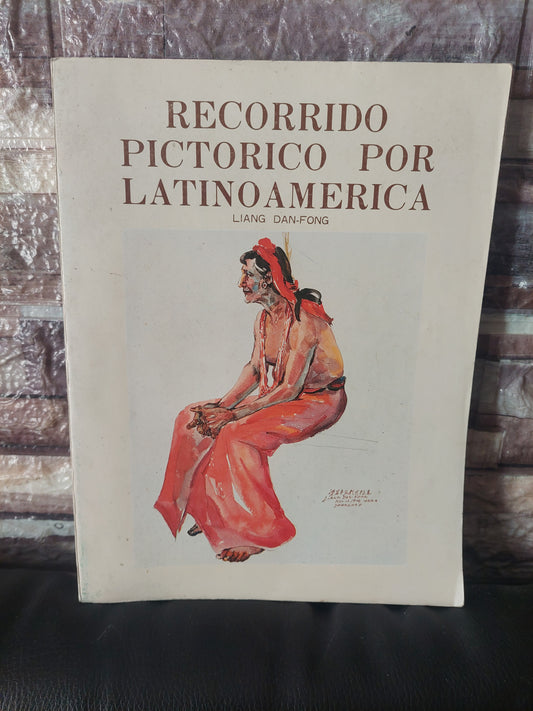 RECORRIDO
PICTORICO POR
LATINOAMERICA
LIANG DAN-FONG